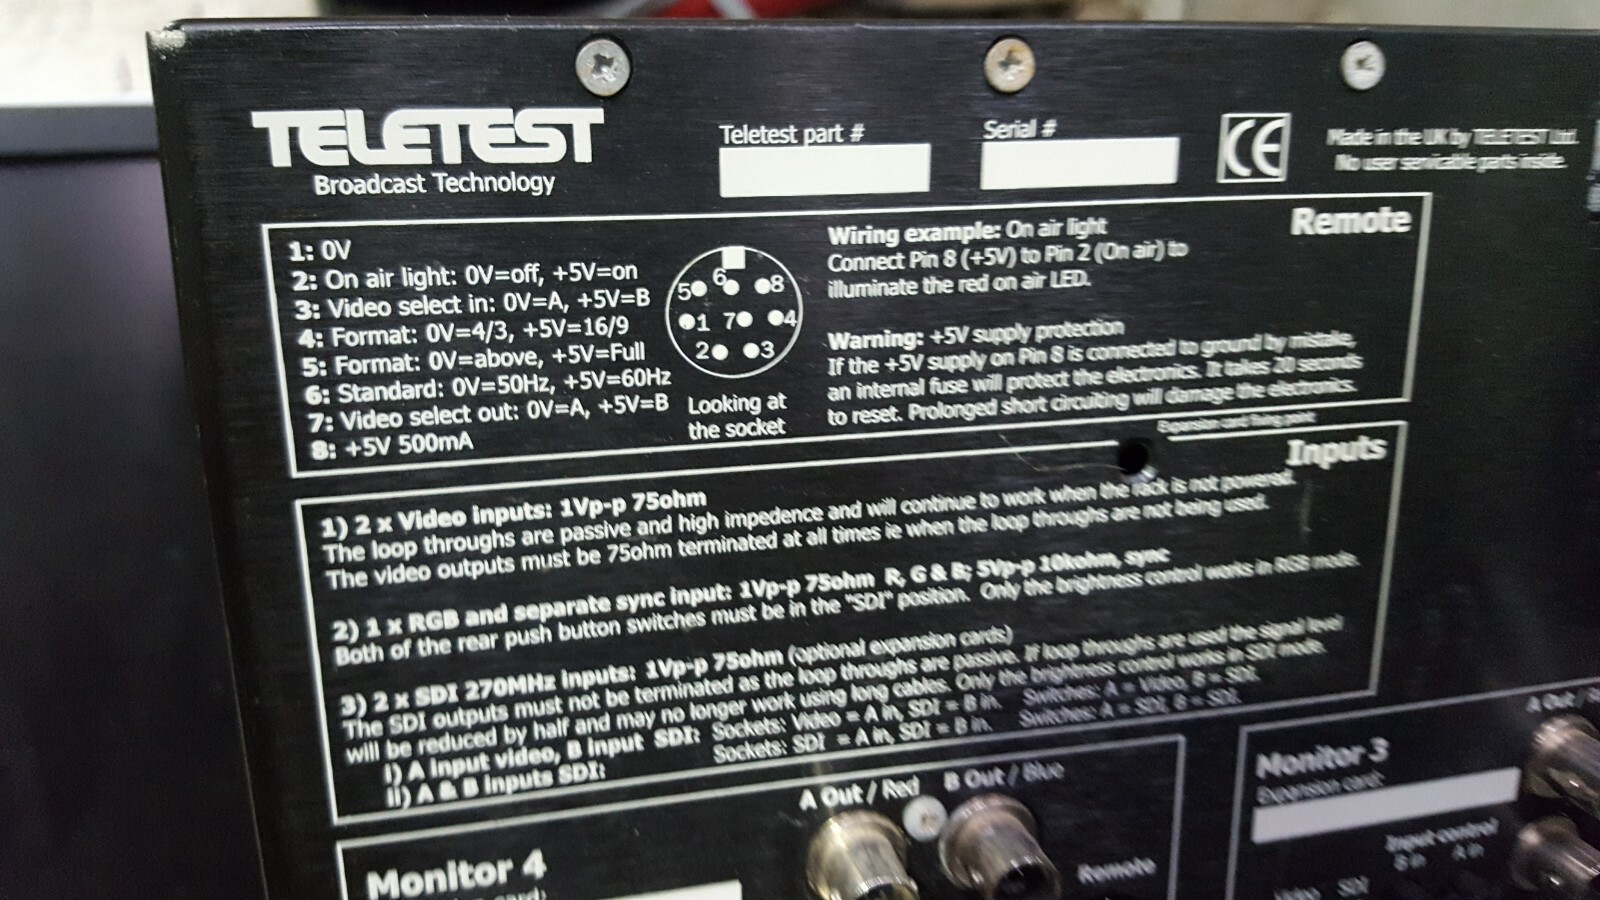 TELETEST
Broadcast Technology
Teletest part #
Serial #
CE
Made in the UK by TELETEST Ltd.
No user servicable parts inside.
Remote
1: 0V
2: On air light: 0V=off, +5V=on
3: Video select in: 0V=A, +5V=B
4: Format: 0V=4/3, +5V=16/9
5: Format: 0V=above, +5V=Full
6: Standard: 0V=50Hz, +5V=60Hz
7: Video select out: 0V=A, +5V=B
8: +5V 500mA
6
5 8
1 7 4
2 3
Looking at
the socket
Wiring example: On air light
Connect Pin 8 (+5V) to Pin 2 (On air) to
illuminate the red on air LED.
Warning: +5V supply protection
If the +5V supply on Pin 8 is connected to ground by mistake,
an internal fuse will protect the electronics. It takes 20 seconds
to reset. Prolonged short circuiting will damage the electronics.
Expansion card fixing point
Inputs
1) 2 x Video inputs: 1Vp-p 75ohm
The loop throughs are passive and high impedence and will continue to work when the rack is not powered.
The video outputs must be 75ohm terminated at all times ie when the loop throughs are not being used.
2) 1 x RGB and separate sync input: 1Vp-p 75ohm R, G & B; 5Vp-p 10kohm, sync
Both of the rear push button switches must be in the "SDI" position. Only the brightness control works in RGB mode.
3) 2 x SDI 270MHz inputs: 1Vp-p 75ohm (optional expansion cards)
The SDI outputs must not be terminated as the loop throughs are passive. If loop throughs are used the signal level
will be reduced by half and may no longer work using long cables. Only the brightness control works in SDI mode.
i) A input video, B input SDI: Sockets: Video = A in, SDI = B in. Switches: A = Video, B = SDI.
ii) A & B inputs SDI: Sockets: SDI = A in, SDI = B in. Switches: A = SDI, B = SDI.
Monitor 4
A Out / Red
B Out / Blue
Remote
Monitor 3
Expansion card:
A Out /
Input control
B in A in
Video SDI